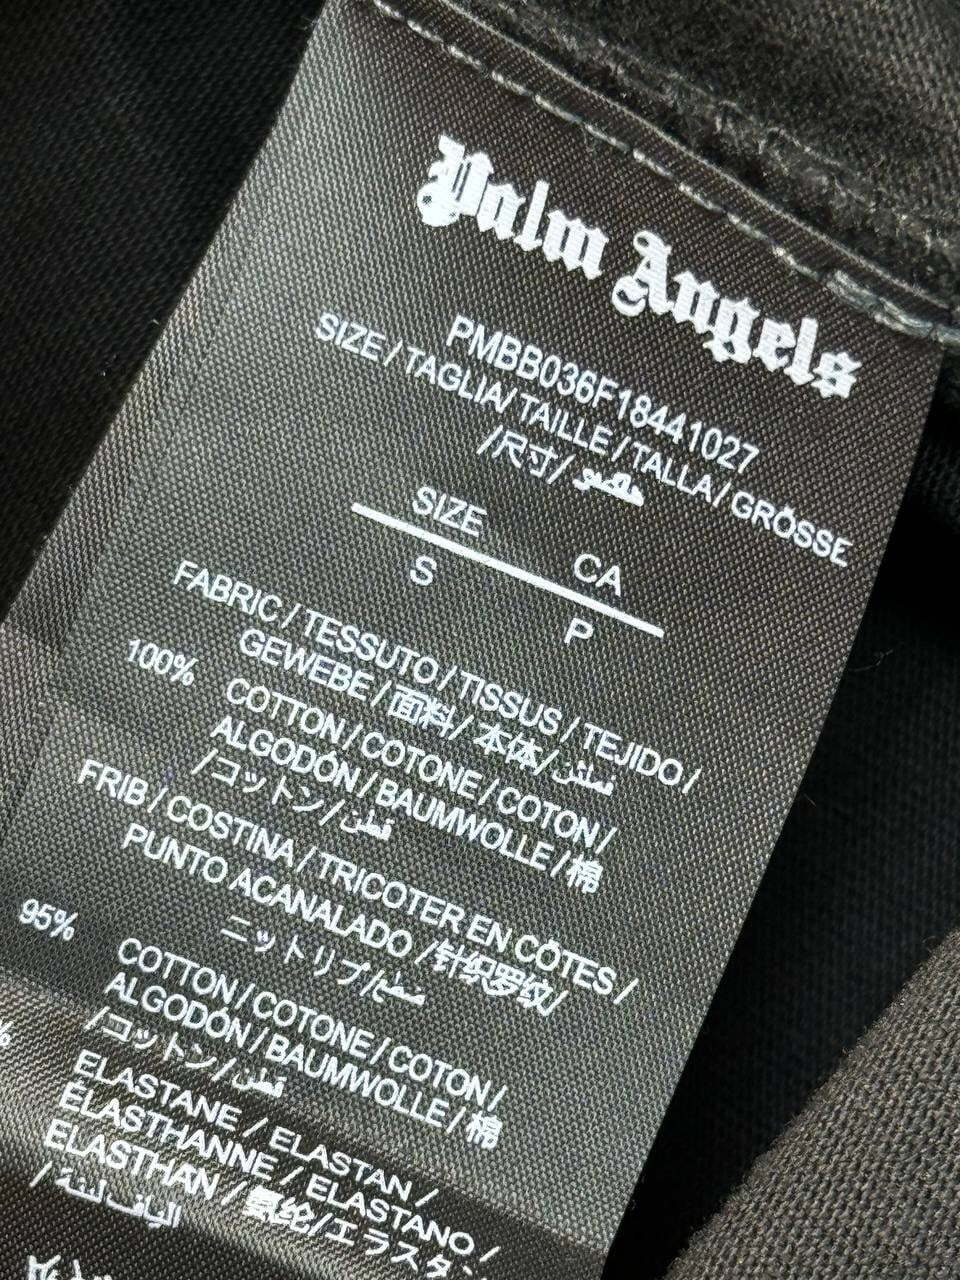 Palm Angels
PMBB036F18441027
SIZE / TAGLIA/ TAILLE / TALLA/ GRÖSSE
/尺寸/
SIZE CA
S P
FABRIC / TESSUTO / TISSUS / TEJIDO /
GEWEBE / 面料/ 本体/
100% COTTON / COTONE / COTON /
ALGODÓN / BAUMWOLLE / 棉
/コットン/ قطن
FRIB / COSTINA / TRICOTER EN CÔTES /
PUNTO ACANALADO /针织罗纹/
ニットリブ/
95% COTTON / COTONE / COTON /
ALGODÓN / BAUMWOLLE / 棉
/コットン/ قطن
% ELASTANE / ELASTAN /
ÉLASTHANNE / ELASTANO /
ELASTHAN / 氨纶/エラスタ